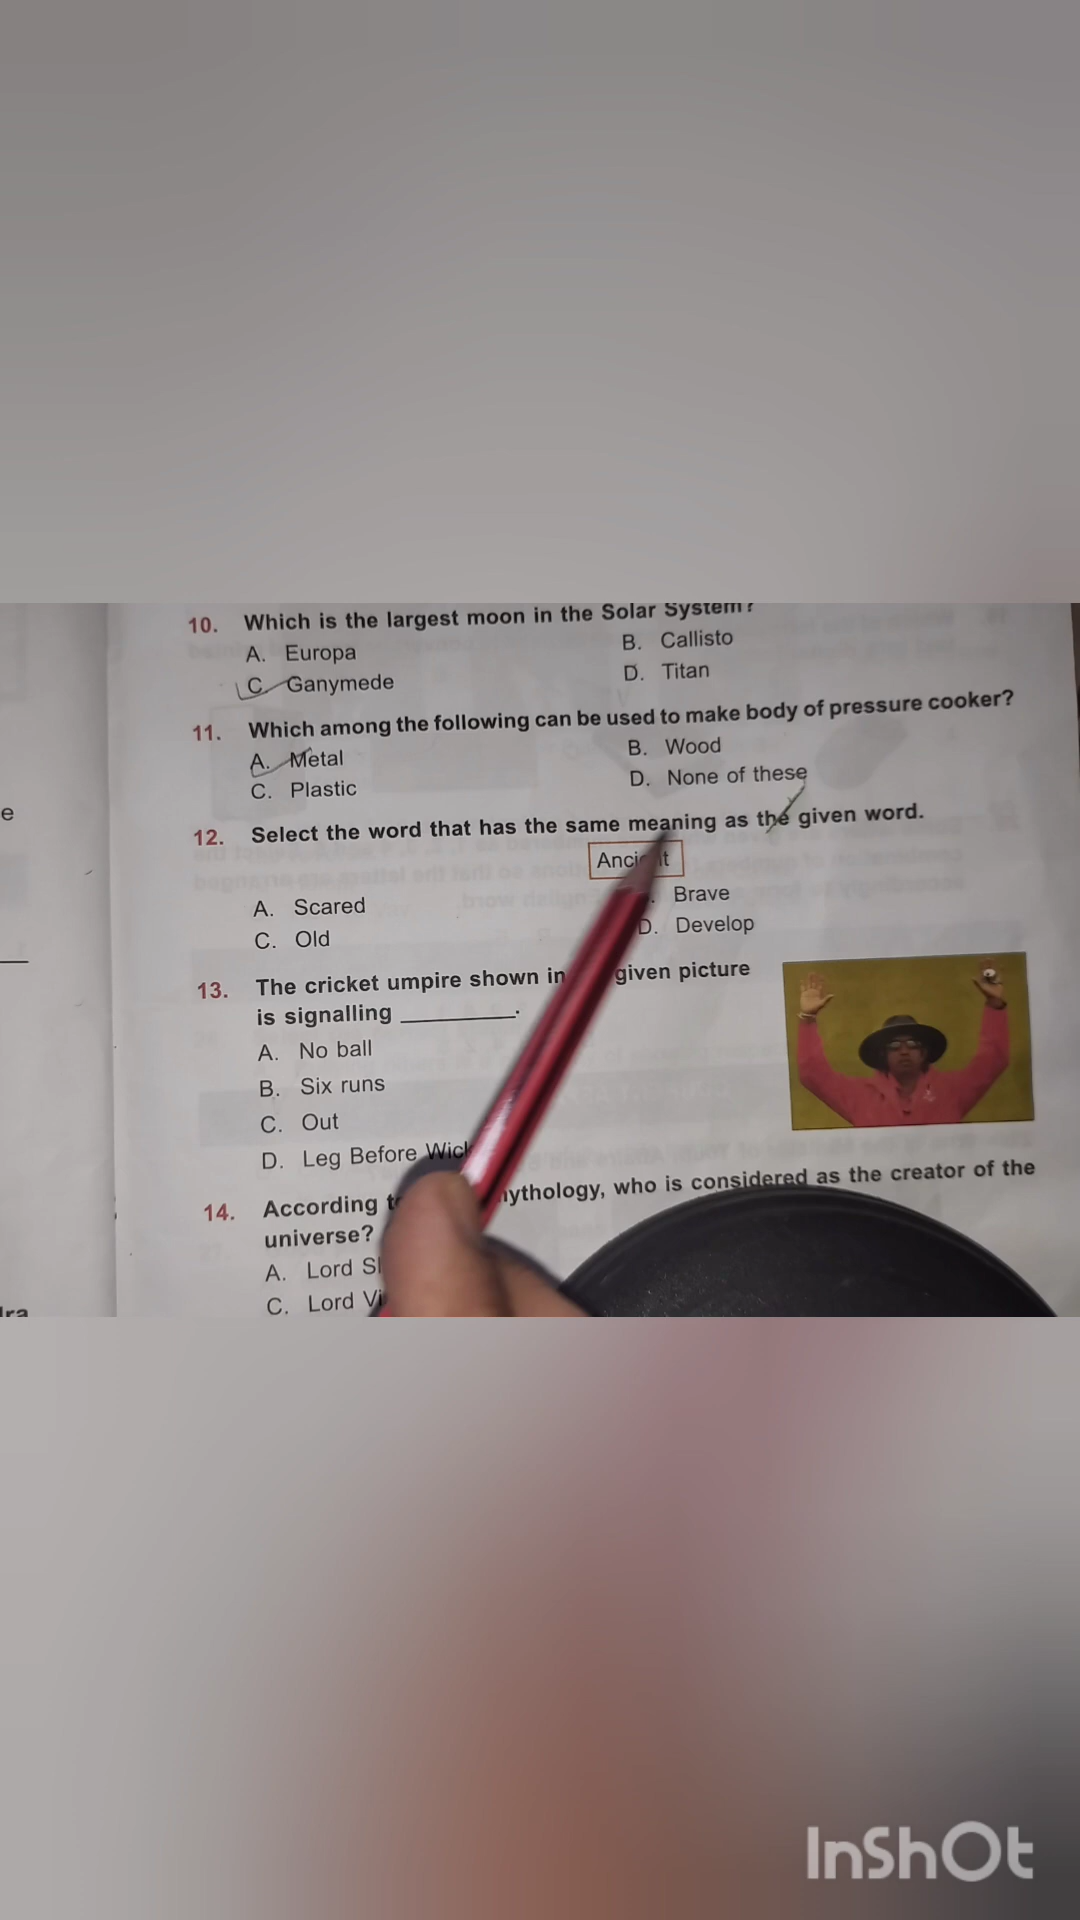 10. Which is the largest moon in the Solar System?
A. Europa
B. Callisto
C. Ganymede
D. Titan
11. Which among the following can be used to make body of pressure cooker?
A. Metal
B. Wood
C. Plastic
D. None of these
12. Select the word that has the same meaning as the given word.
A. Scared
Brave
C. Old
D. Develop
13. The cricket umpire shown in given picture
is signalling ________.
A. No ball
B. Six runs
C. Out
D. Leg Before
14. According who is considered as the creator of the
universe?
A. Lord
C. Lord
e
InShOt